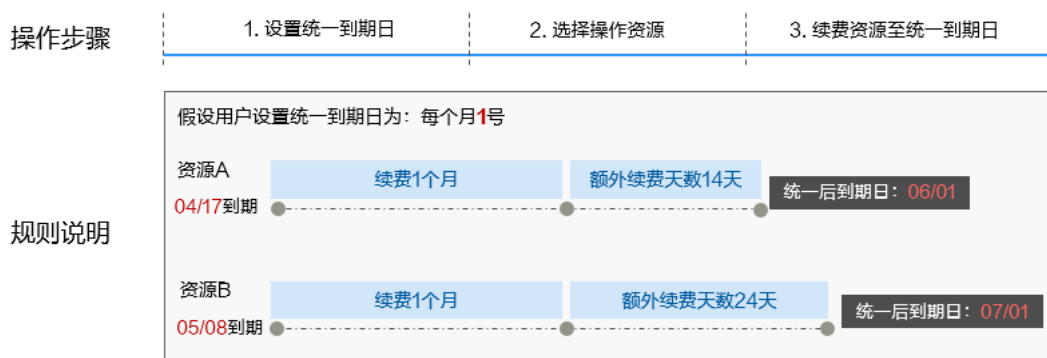 操作步骤
1. 设置统一到期日
2. 选择操作资源
3. 续费资源至统一到期日
规则说明
假设用户设置统一到期日为：每个月1号
资源A
续费1个月
额外续费天数14天
统一后到期日：06/01
04/17到期
资源B
续费1个月
额外续费天数24天
统一后到期日：07/01
05/08到期